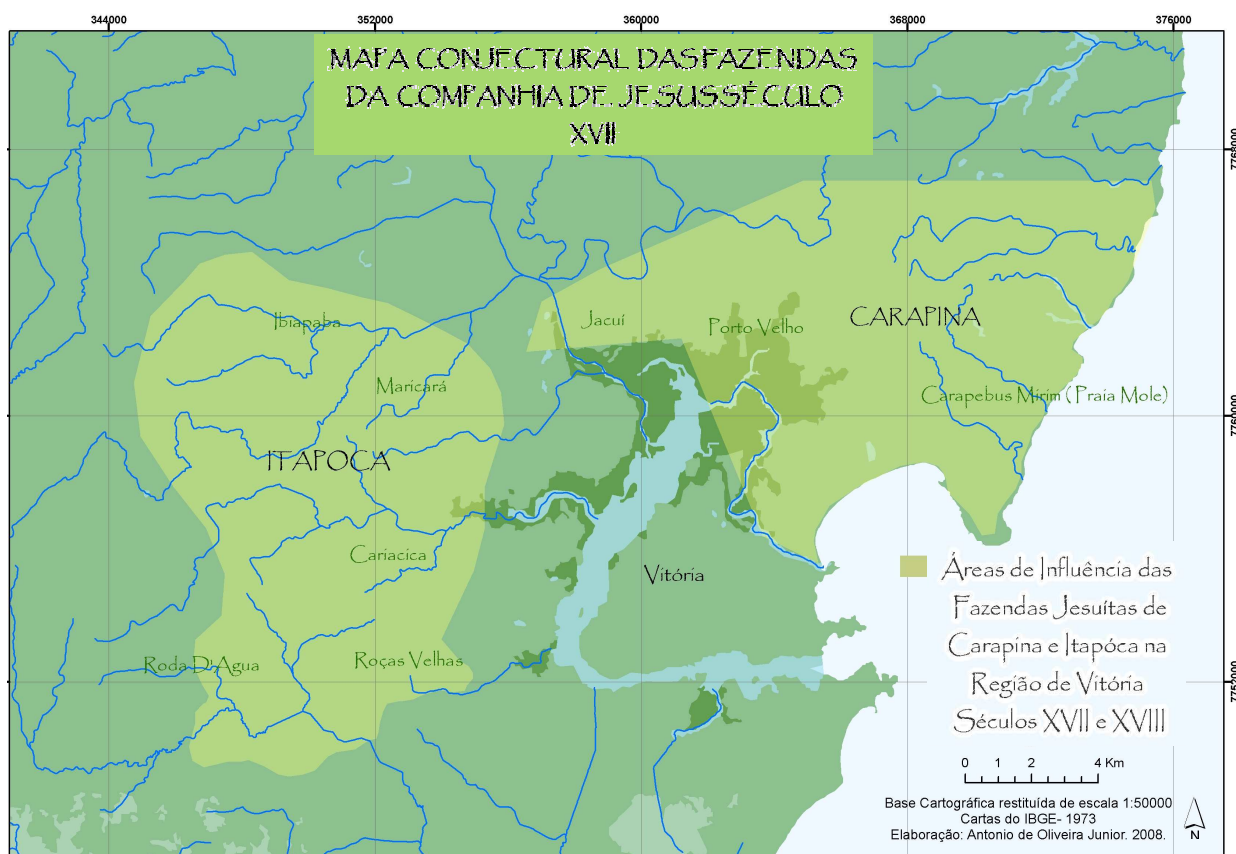 344000
352000
360000
368000
376000
MAPA CONJECTURAL DAS FAZENDAS
DA COMPANHIA DE JESUS SÉCULO
XVII
7768000
Ibiapaba
Jacuí
Porto Velho
CARAPINA
Maricará
Carapebus Mirim ( Praia Mole)
7760000
ITAPOCA
Cariacica
Vitória
Áreas de Influência das
Fazendas Jesuítas de
Carapina e Itapóca na
Região de Vitória
Séculos XVII e XVIII
Roda D'Agua
Roças Velhas
7752000
0 1 2 4 Km
Base Cartográfica restituída de escala 1:50000
Cartas do IBGE- 1973
Elaboração: Antonio de Oliveira Junior. 2008.
N